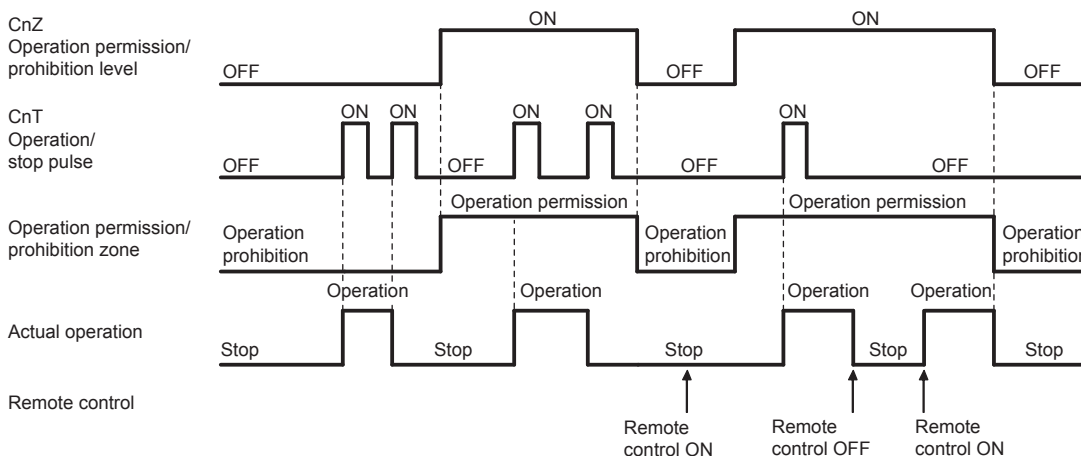 CnZ
Operation permission/
prohibition level
ON
ON
OFF
OFF
OFF
CnT
Operation/
stop pulse
ON
ON
ON
ON
ON
OFF
OFF
OFF
OFF
Operation permission/
prohibition zone
Operation permission
Operation permission
Operation
prohibition
Operation
prohibition
Operation
prohibition
Actual operation
Operation
Operation
Operation
Operation
Stop
Stop
Stop
Stop
Stop
Remote control
Remote
control ON
Remote
control OFF
Remote
control ON